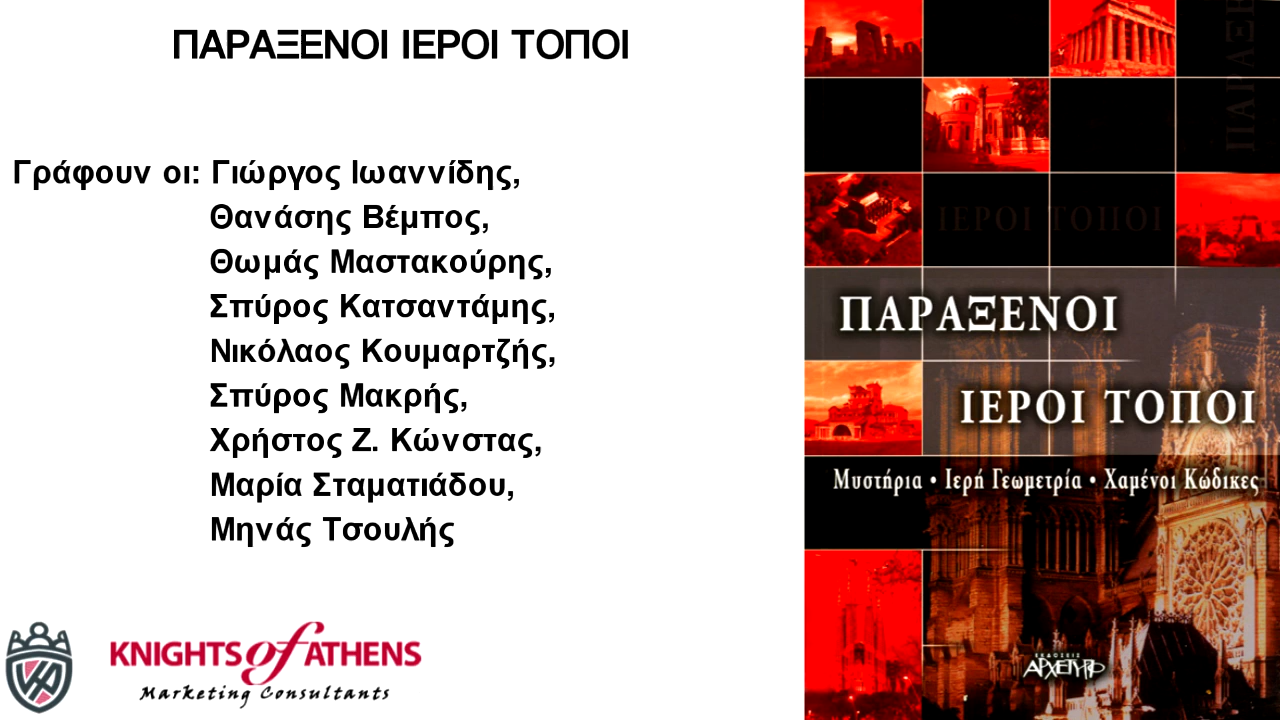 ΠΑΡΑΞΕΝΟΙ ΙΕΡΟΙ ΤΟΠΟΙ
Γράφουν οι: Γιώργος Ιωαννίδης,
Θανάσης Βέμπος,
Θωμάς Μαστακούρης,
Σπύρος Κατσαντάμης,
Νικόλαος Κουμαρτζής,
Σπύρος Μακρής,
Χρήστος Ζ. Κώνστας,
Μαρία Σταματιάδου,
Μηνάς Τσουλής
KNIGHTS of ATHENS
Marketing Consultants
ΠΑΡΑΞΕ
ΙΕΡΟΙ ΤΟΠΟΙ
ΠΑΡΑΞΕΝΟΙ
ΙΕΡΟΙ ΤΟΠΟΙ
Μυστήρια • Ιερή Γεωμετρία • Χαμένοι Κώδικες
ΕΚΔΟΣΕΙΣ
ΑΡΧΕΤΥΠΟ